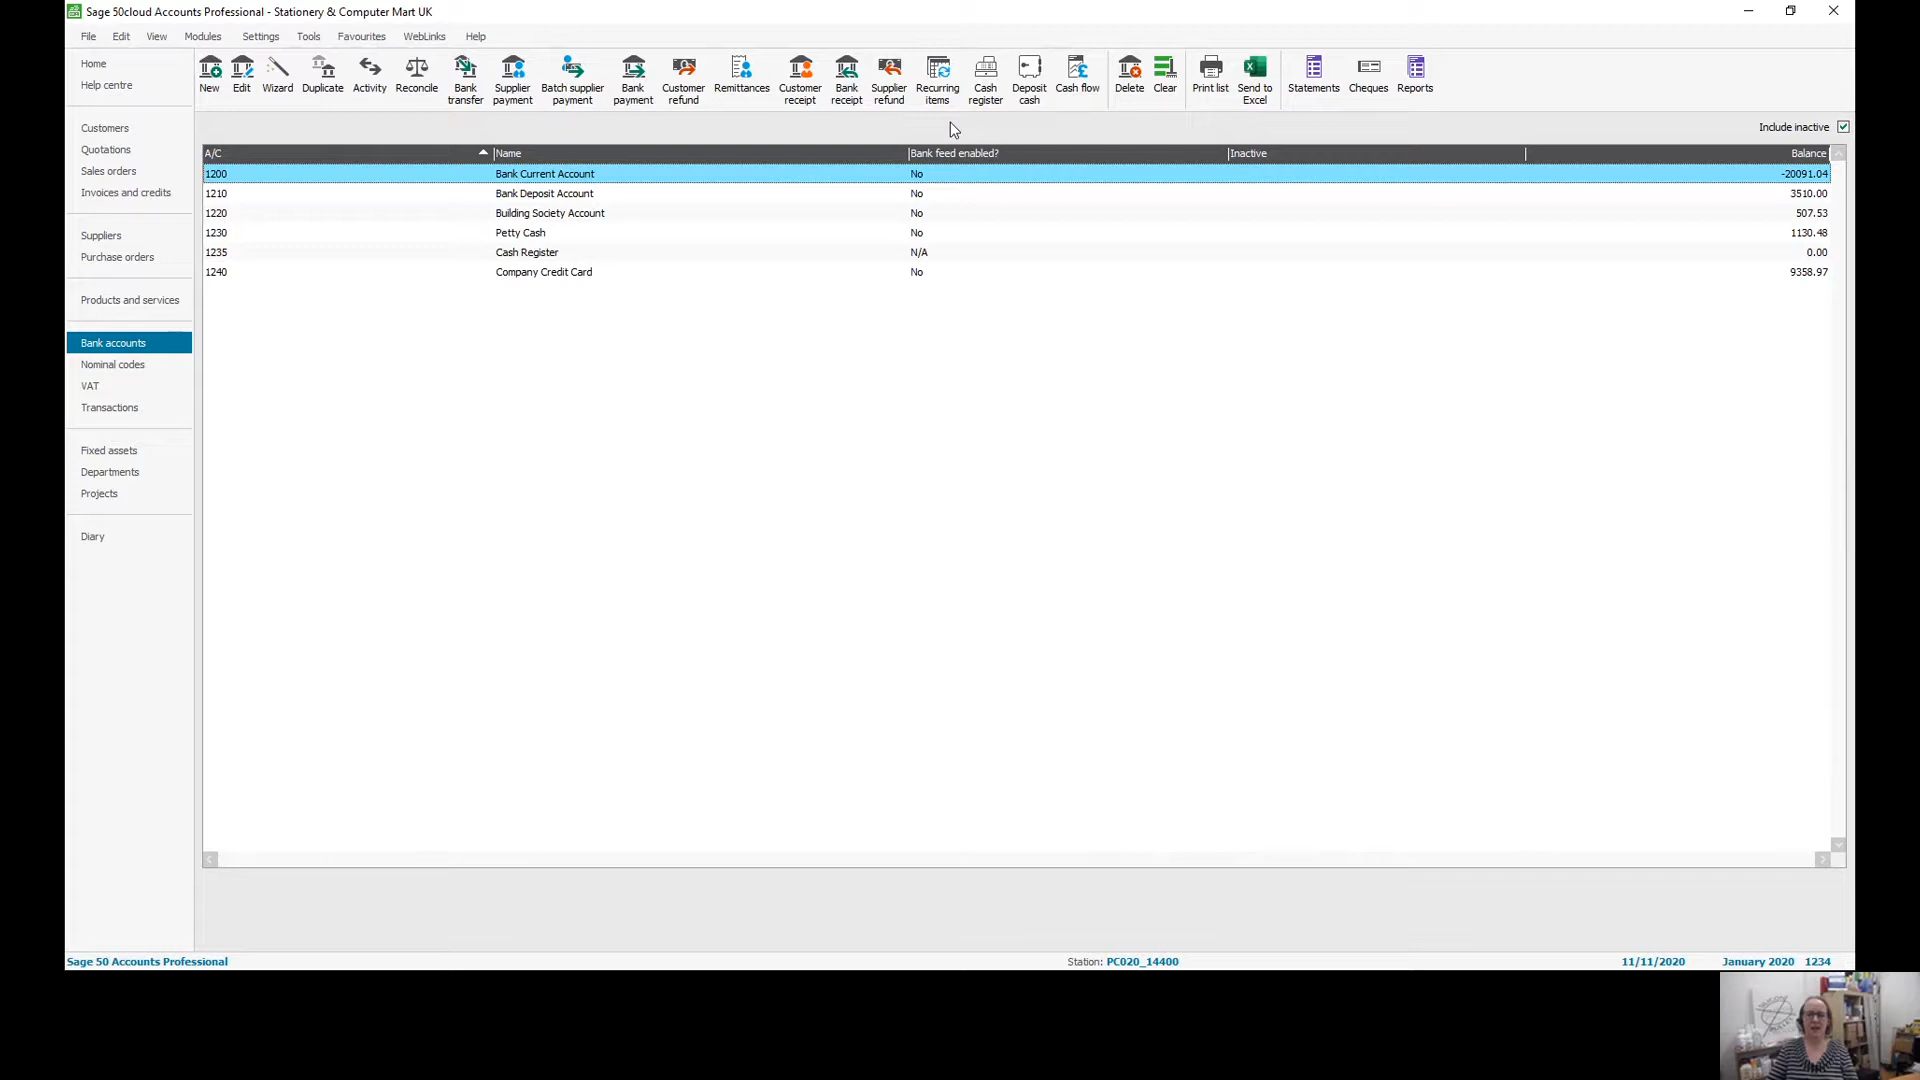 Sage 50cloud Accounts Professional - Stationery & Computer Mart UK
File Edit View Modules Settings Tools Favourites WebLinks Help
Home
Help centre
Customers
Quotations
Sales orders
Invoices and credits
Suppliers
Purchase orders
Products and services
Bank accounts
Nominal codes
VAT
Transactions
Fixed assets
Departments
Projects
Diary
New
Edit
Wizard
Duplicate
Activity
Reconcile
Bank
transfer
Supplier
payment
Batch supplier
payment
Bank
payment
Customer
refund
Remittances
Customer
receipt
Bank
receipt
Supplier
refund
Recurring
items
Cash
register
Deposit
cash
Cash flow
Delete
Clear
Print list
Send to
Excel
Statements
Cheques
Reports
Include inactive
A/C Name Bank feed enabled? Inactive Balance
1200 Bank Current Account No -20091.04
1210 Bank Deposit Account No 3510.00
1220 Building Society Account No 507.53
1230 Petty Cash No 1130.48
1235 Cash Register N/A 0.00
1240 Company Credit Card No 9358.97
Sage 50 Accounts Professional Station: PC020_14400 11/11/2020 January 2020 1234